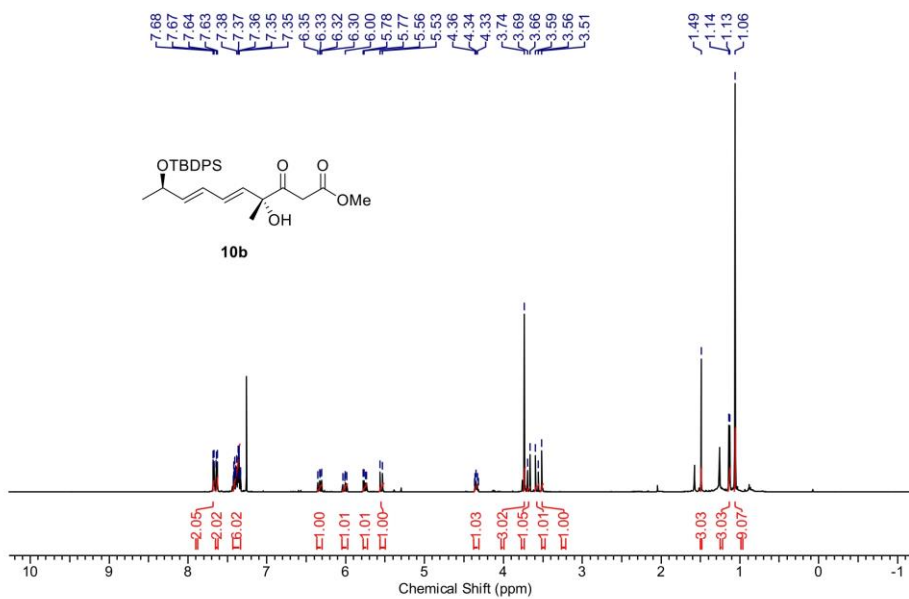 7.68 7.67 7.64 7.63 7.38 7.37 7.36 7.35 7.35 6.35 6.33 6.32 6.30 6.00 5.78 5.77 5.56 5.53 4.36 4.34 4.33 3.74 3.69 3.66 3.59 3.56 3.51 1.49 1.14 1.13 1.06
OTBDPS
O
O
OMe
OH
10b
2.05 2.02 6.02 1.00 1.01 1.01 1.00 1.03 3.02 1.05 1.01 1.00 3.03 3.03 9.07
10 9 8 7 6 5 4 3 2 1 0 -1
Chemical Shift (ppm)